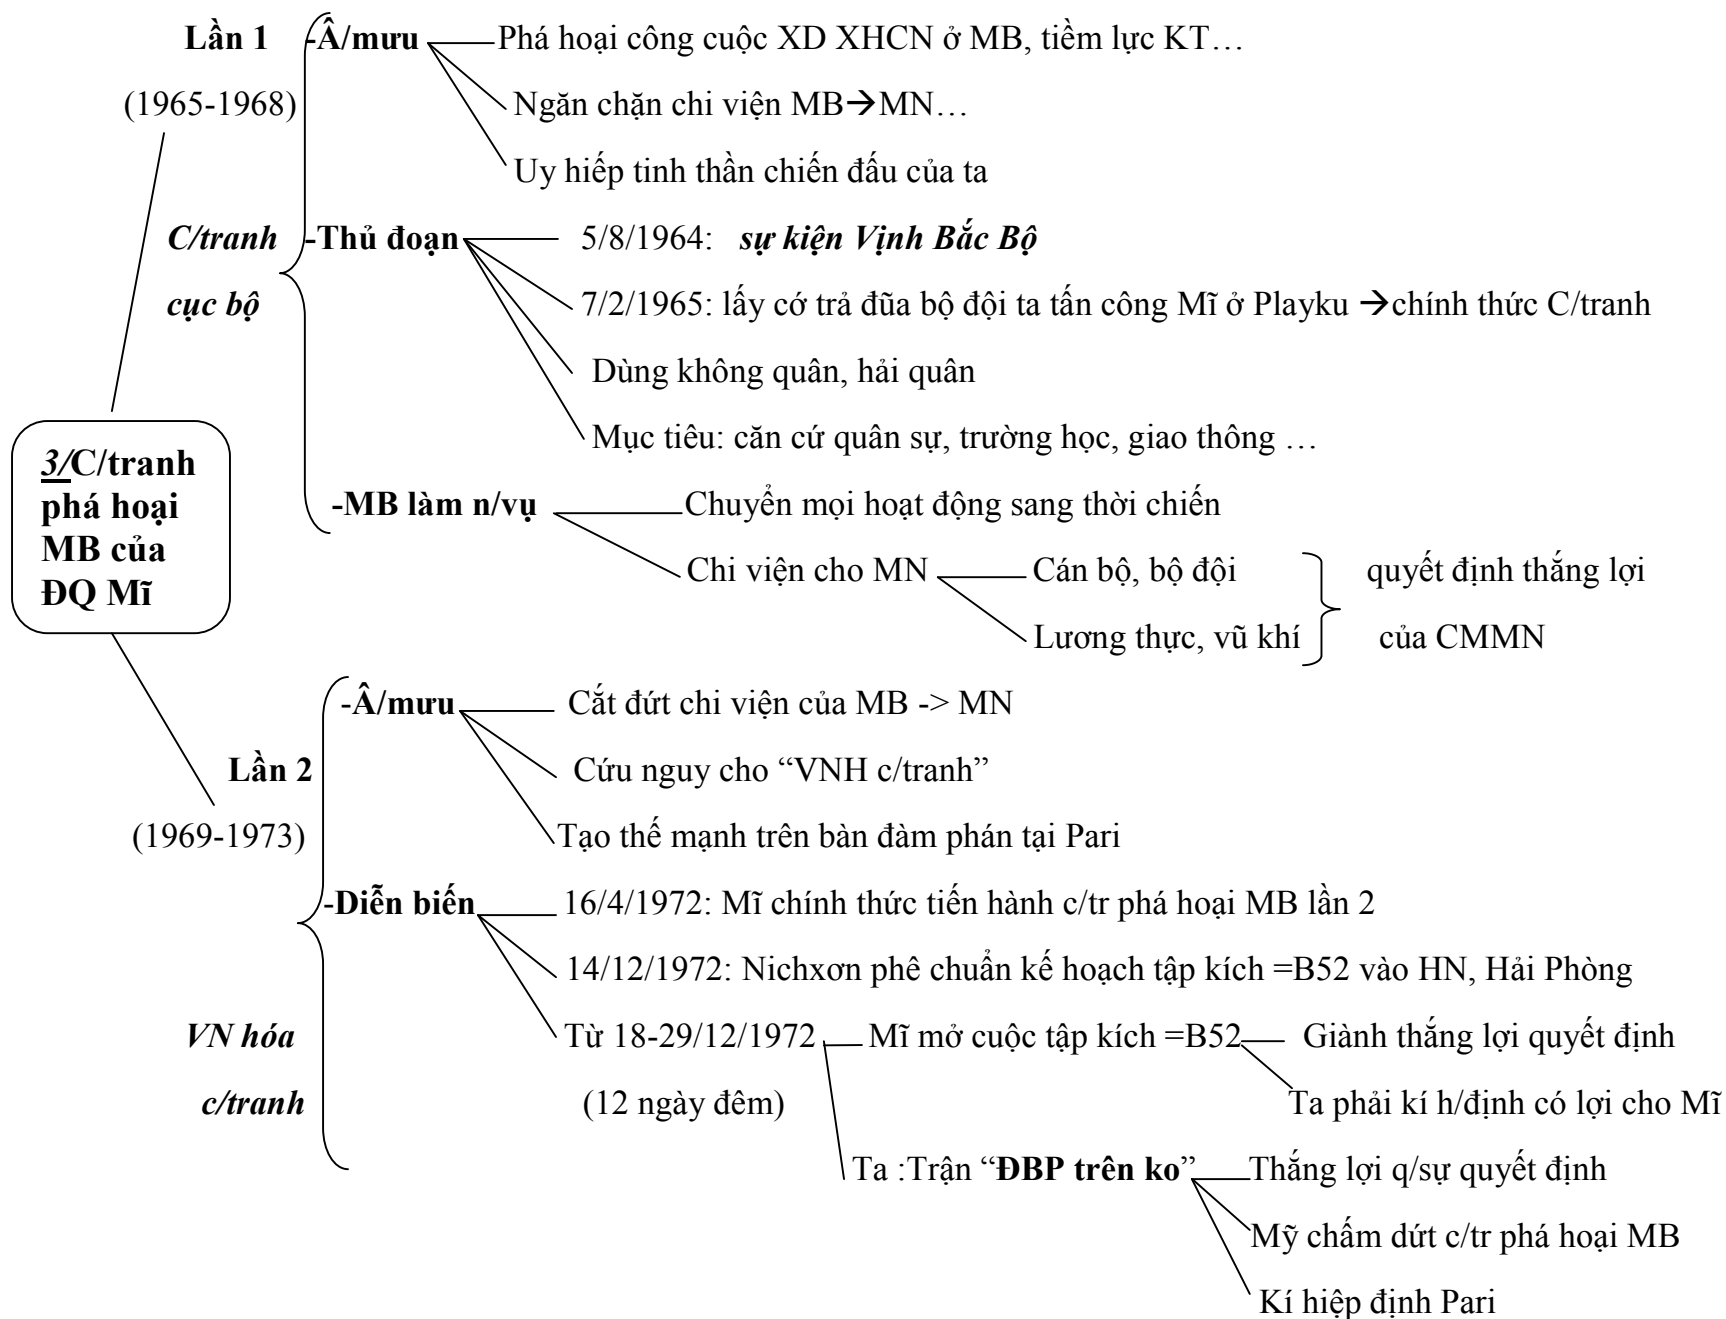 Lần 1 -Â/mưu Phá hoại công cuộc XD XHCN ở MB, tiềm lực KT…
(1965-1968) Ngăn chặn chi viện MB→MN…
Uy hiếp tinh thần chiến đấu của ta
C/tranh -Thủ đoạn 5/8/1964: sự kiện Vịnh Bắc Bộ
cục bộ 7/2/1965: lấy cớ trả đũa bộ đội ta tấn công Mĩ ở Playku →chính thức C/tranh
Dùng không quân, hải quân
Mục tiêu: căn cứ quân sự, trường học, giao thông …
3/C/tranh
phá hoại
MB của
ĐQ Mĩ
-MB làm n/vụ Chuyển mọi hoạt động sang thời chiến
Chi viện cho MN Cán bộ, bộ đội quyết định thắng lợi
Lương thực, vũ khí của CMMN
-Â/mưu Cắt đứt chi viện của MB -> MN
Lần 2 Cứu nguy cho “VNH c/tranh”
(1969-1973) Tạo thế mạnh trên bàn đàm phán tại Pari
-Diễn biến 16/4/1972: Mĩ chính thức tiến hành c/tr phá hoại MB lần 2
14/12/1972: Nichxơn phê chuẩn kế hoạch tập kích =B52 vào HN, Hải Phòng
VN hóa Từ 18-29/12/1972 Mĩ mở cuộc tập kích =B52 Giành thắng lợi quyết định
c/tranh (12 ngày đêm) Ta phải kí h/định có lợi cho Mĩ
Ta :Trận “ĐBP trên ko” Thắng lợi q/sự quyết định
Mỹ chấm dứt c/tr phá hoại MB
Kí hiệp định Pari